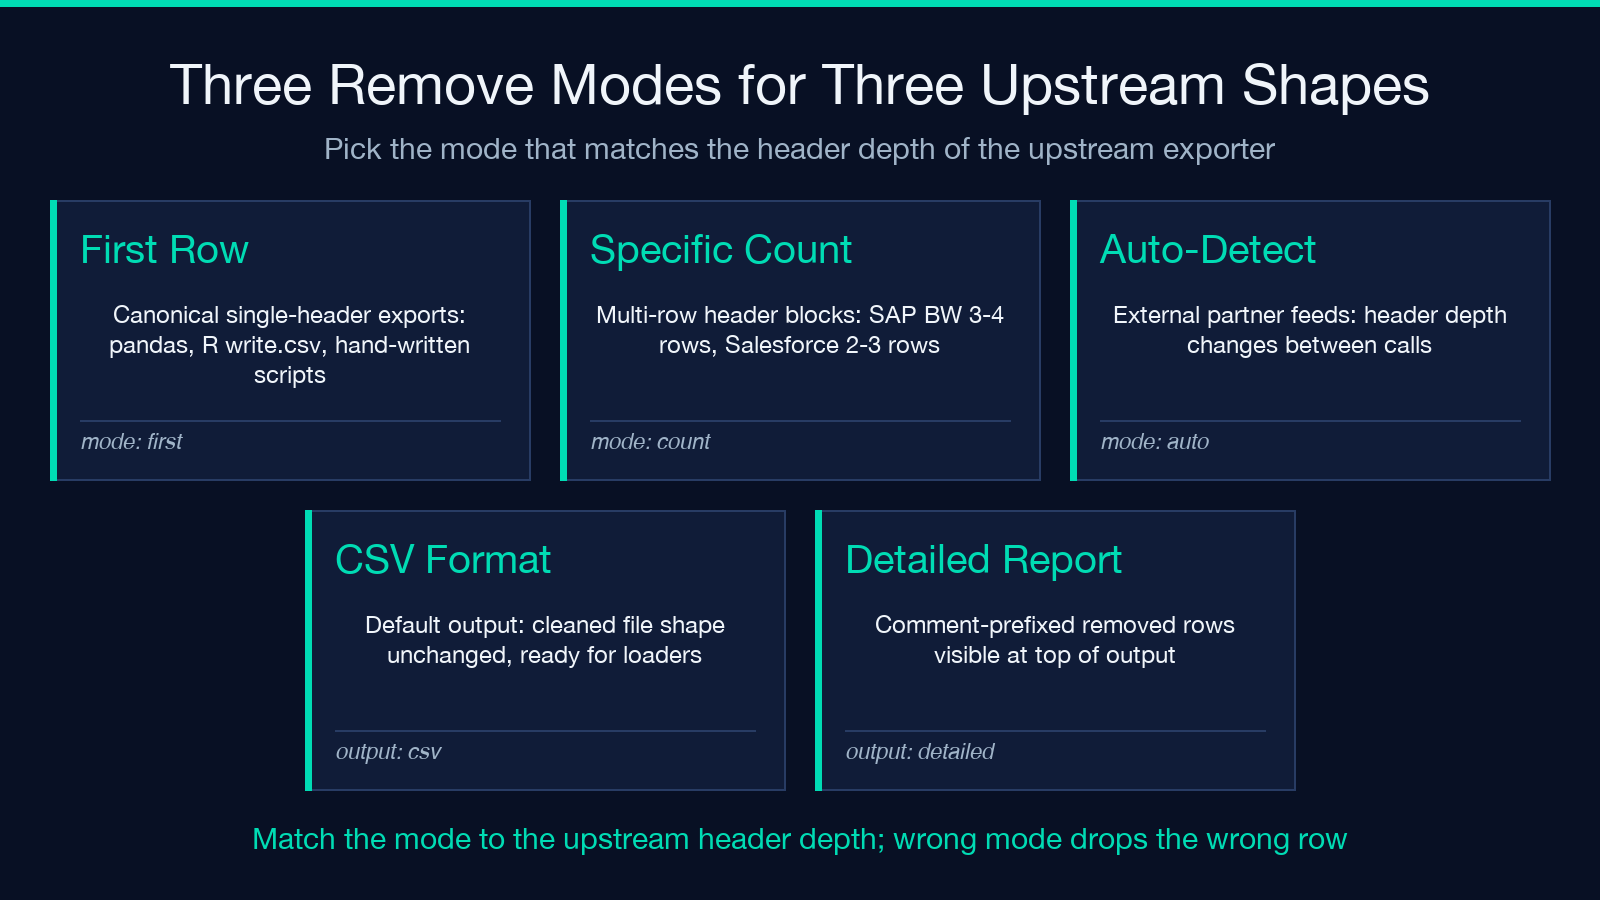 Three Remove Modes for Three Upstream Shapes
Pick the mode that matches the header depth of the upstream exporter
First Row
Canonical single-header exports:
pandas, R write.csv, hand-written
scripts
mode: first
Specific Count
Multi-row header blocks: SAP BW 3-4
rows, Salesforce 2-3 rows
mode: count
Auto-Detect
External partner feeds: header depth
changes between calls
mode: auto
CSV Format
Default output: cleaned file shape
unchanged, ready for loaders
output: csv
Detailed Report
Comment-prefixed removed rows
visible at top of output
output: detailed
Match the mode to the upstream header depth; wrong mode drops the wrong row